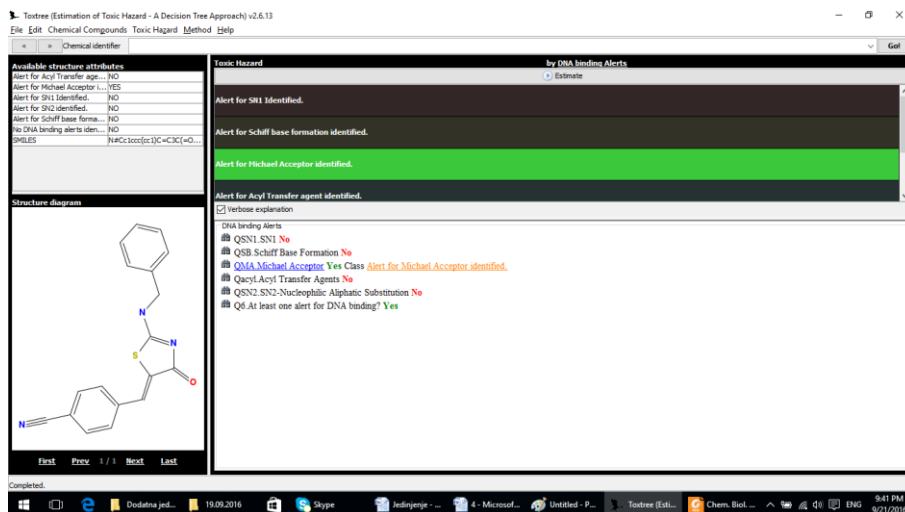 Toxtree (Estimation of Toxic Hazard - A Decision Tree Approach) v2.6.13
File Edit Chemical Compounds Toxic Hazard Method Help
« » Chemical identifier Go!
Available structure attributes
Alert for Acyl Transfer age... NO
Alert for Michael Acceptor i... YES
Alert for SN1 Identified. NO
Alert for SN2 identified. NO
Alert for Schiff base forma... NO
No DNA binding alerts iden... NO
SMILES N#Cc1ccc(cc1)C=C3C(=O...
Structure diagram
N
N
S
O
N
First Prev 1 / 1 Next Last
Toxic Hazard by DNA binding Alerts
Estimate
Alert for SN1 Identified.
Alert for Schiff base formation identified.
Alert for Michael Acceptor identified.
Alert for Acyl Transfer agent identified.
Verbose explanation
DNA binding Alerts
QSN1.SN1 No
QSB.Schiff Base Formation No
QMA.Michael Acceptor Yes Class Alert for Michael Acceptor identified.
Qacyl.Acyl Transfer Agents No
QSN2.SN2-Nucleophilic Aliphatic Substitution No
Q6.At least one alert for DNA binding? Yes
Completed.
Dodatna jed... 19.09.2016 Skype Jedinjenje - ... 4 - Microsof... Untitled - P... Toxtree (Esti... Chem. Biol. ... ENG 9:41 PM
9/21/2016